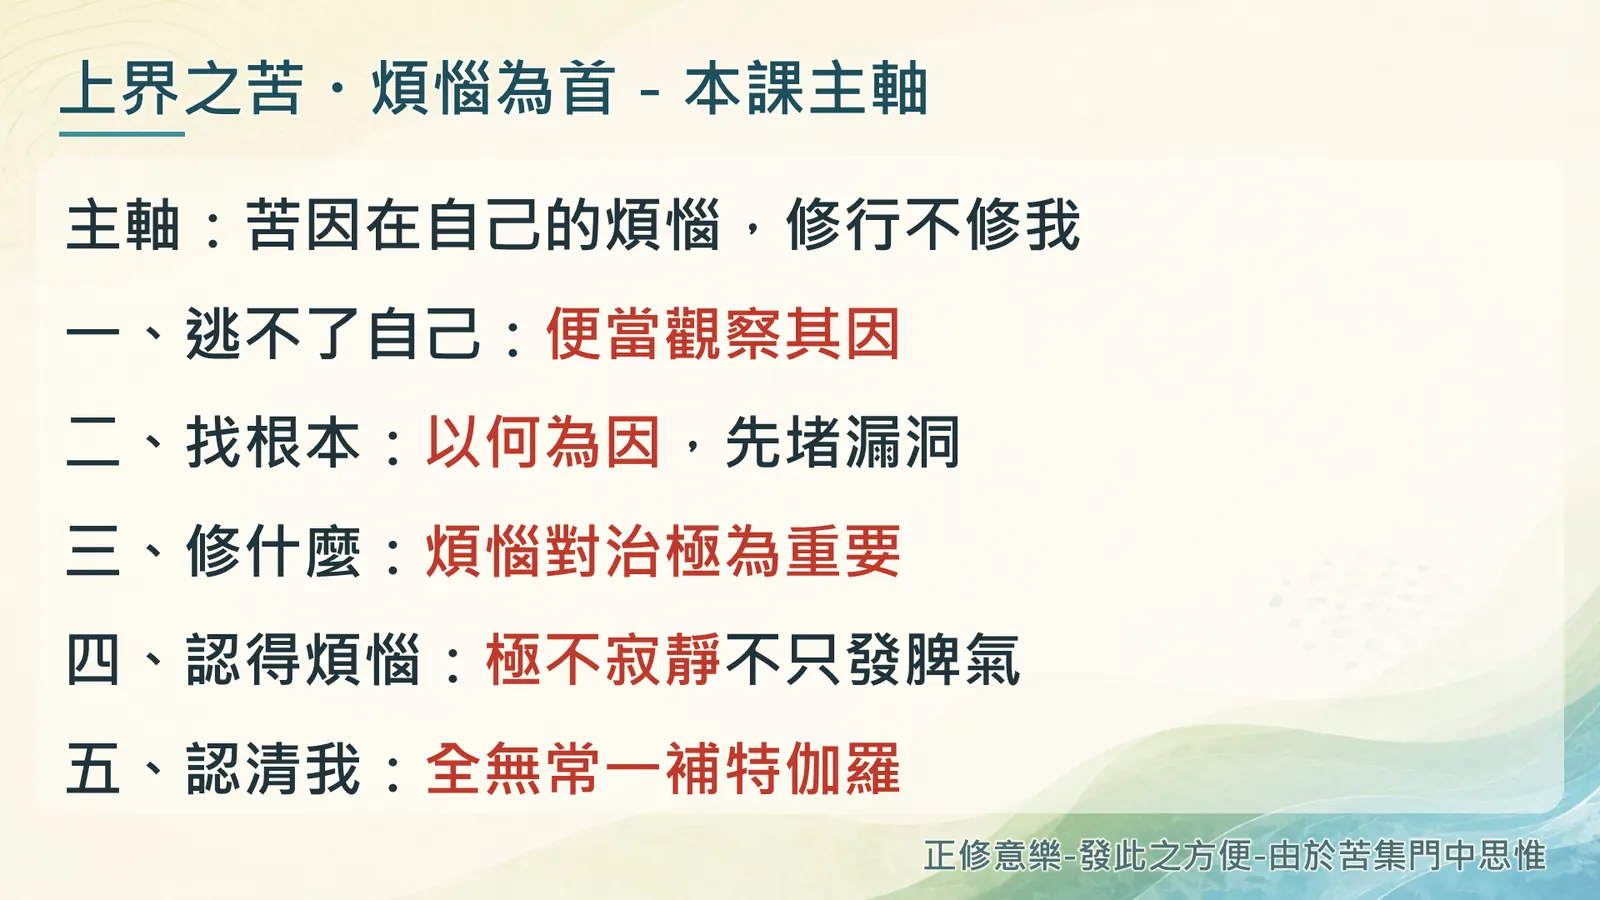 上界之苦・煩惱為首 - 本課主軸
主軸：苦因在自己的煩惱，修行不修我
一、逃不了自己：便當觀察其因
二、找根本：以何為因，先堵漏洞
三、修什麼：煩惱對治極為重要
四、認得煩惱：極不寂靜不只發脾氣
五、認清我：全無常一補特伽羅
正修意樂-發此之方便-由於苦集門中思惟